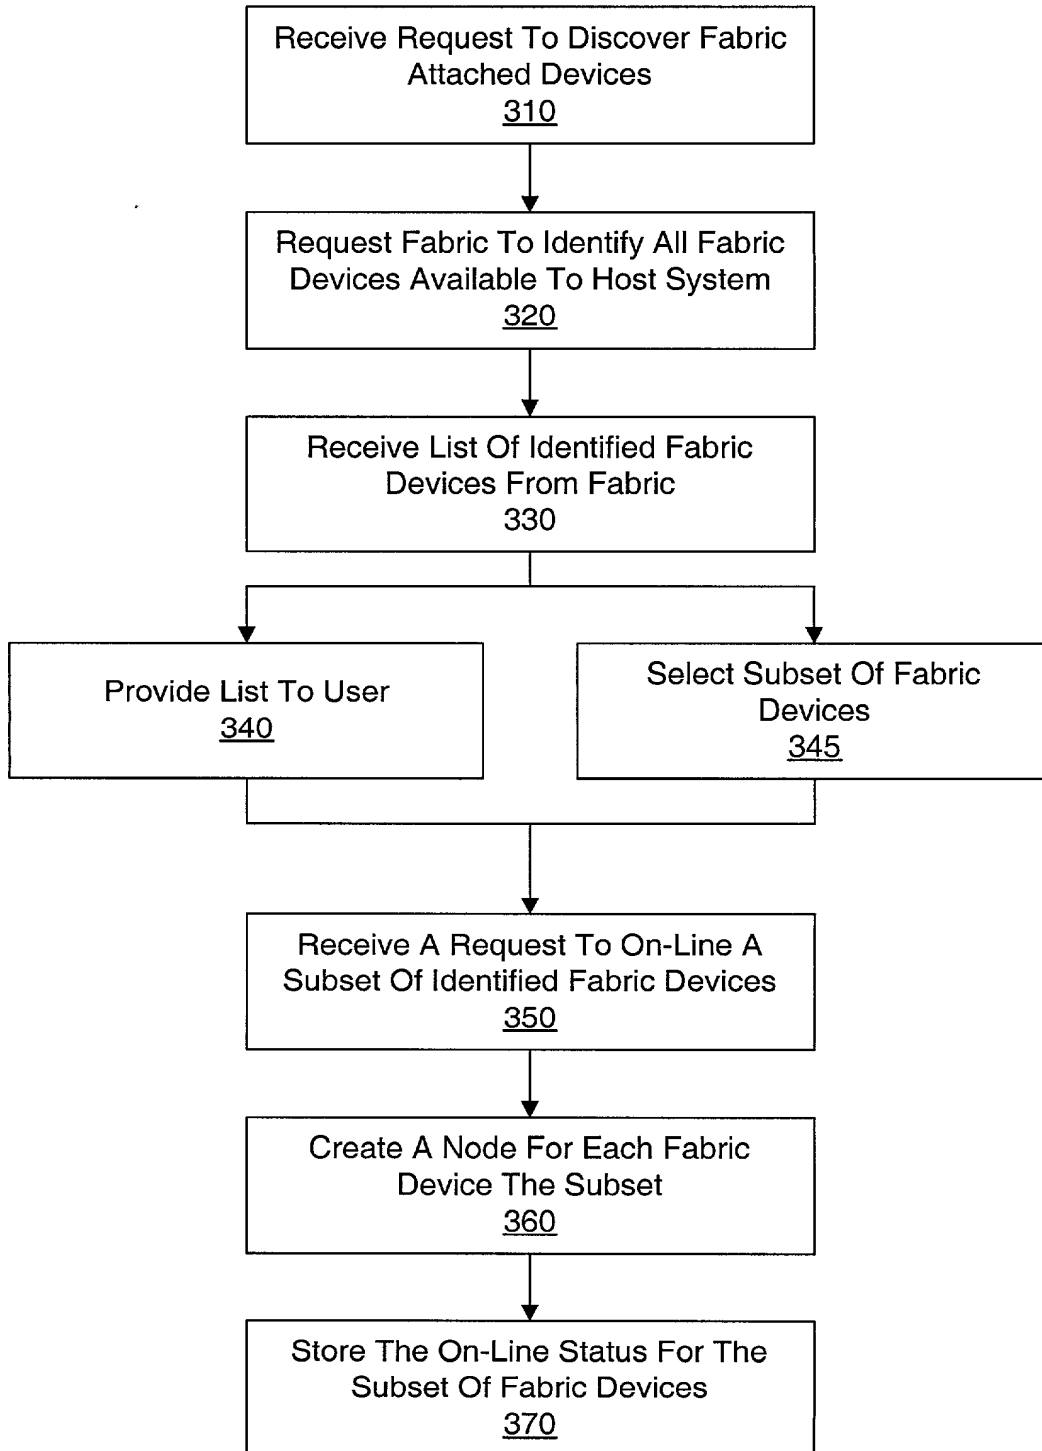 Receive Request To Discover Fabric
Attached Devices
310
Request Fabric To Identify All Fabric
Devices Available To Host System
320
Receive List Of Identified Fabric
Devices From Fabric
330
Provide List To User
340
Select Subset Of Fabric
Devices
345
Receive A Request To On-Line A
Subset Of Identified Fabric Devices
350
Create A Node For Each Fabric
Device The Subset
360
Store The On-Line Status For The
Subset Of Fabric Devices
370